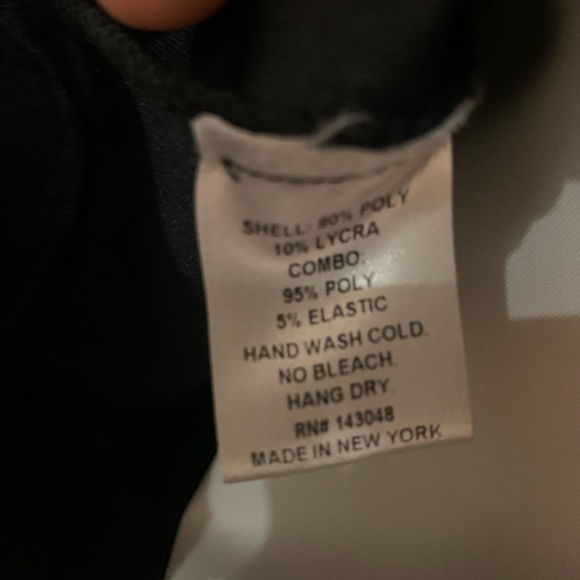 SHELL: 90% POLY
10% LYCRA
COMBO:
95% POLY
5% ELASTIC
HAND WASH COLD.
NO BLEACH.
HANG DRY.
RN# 143048
MADE IN NEW YORK